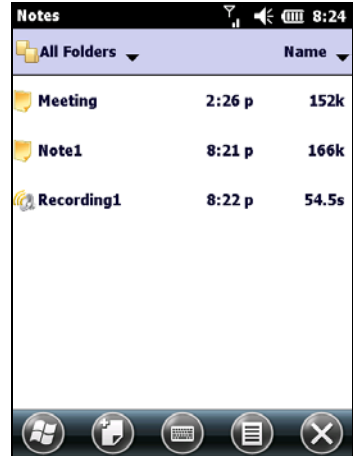 Notes 8:24
All Folders Name
Meeting 2:26 p 152k
Note1 8:21 p 166k
Recording1 8:22 p 54.5s